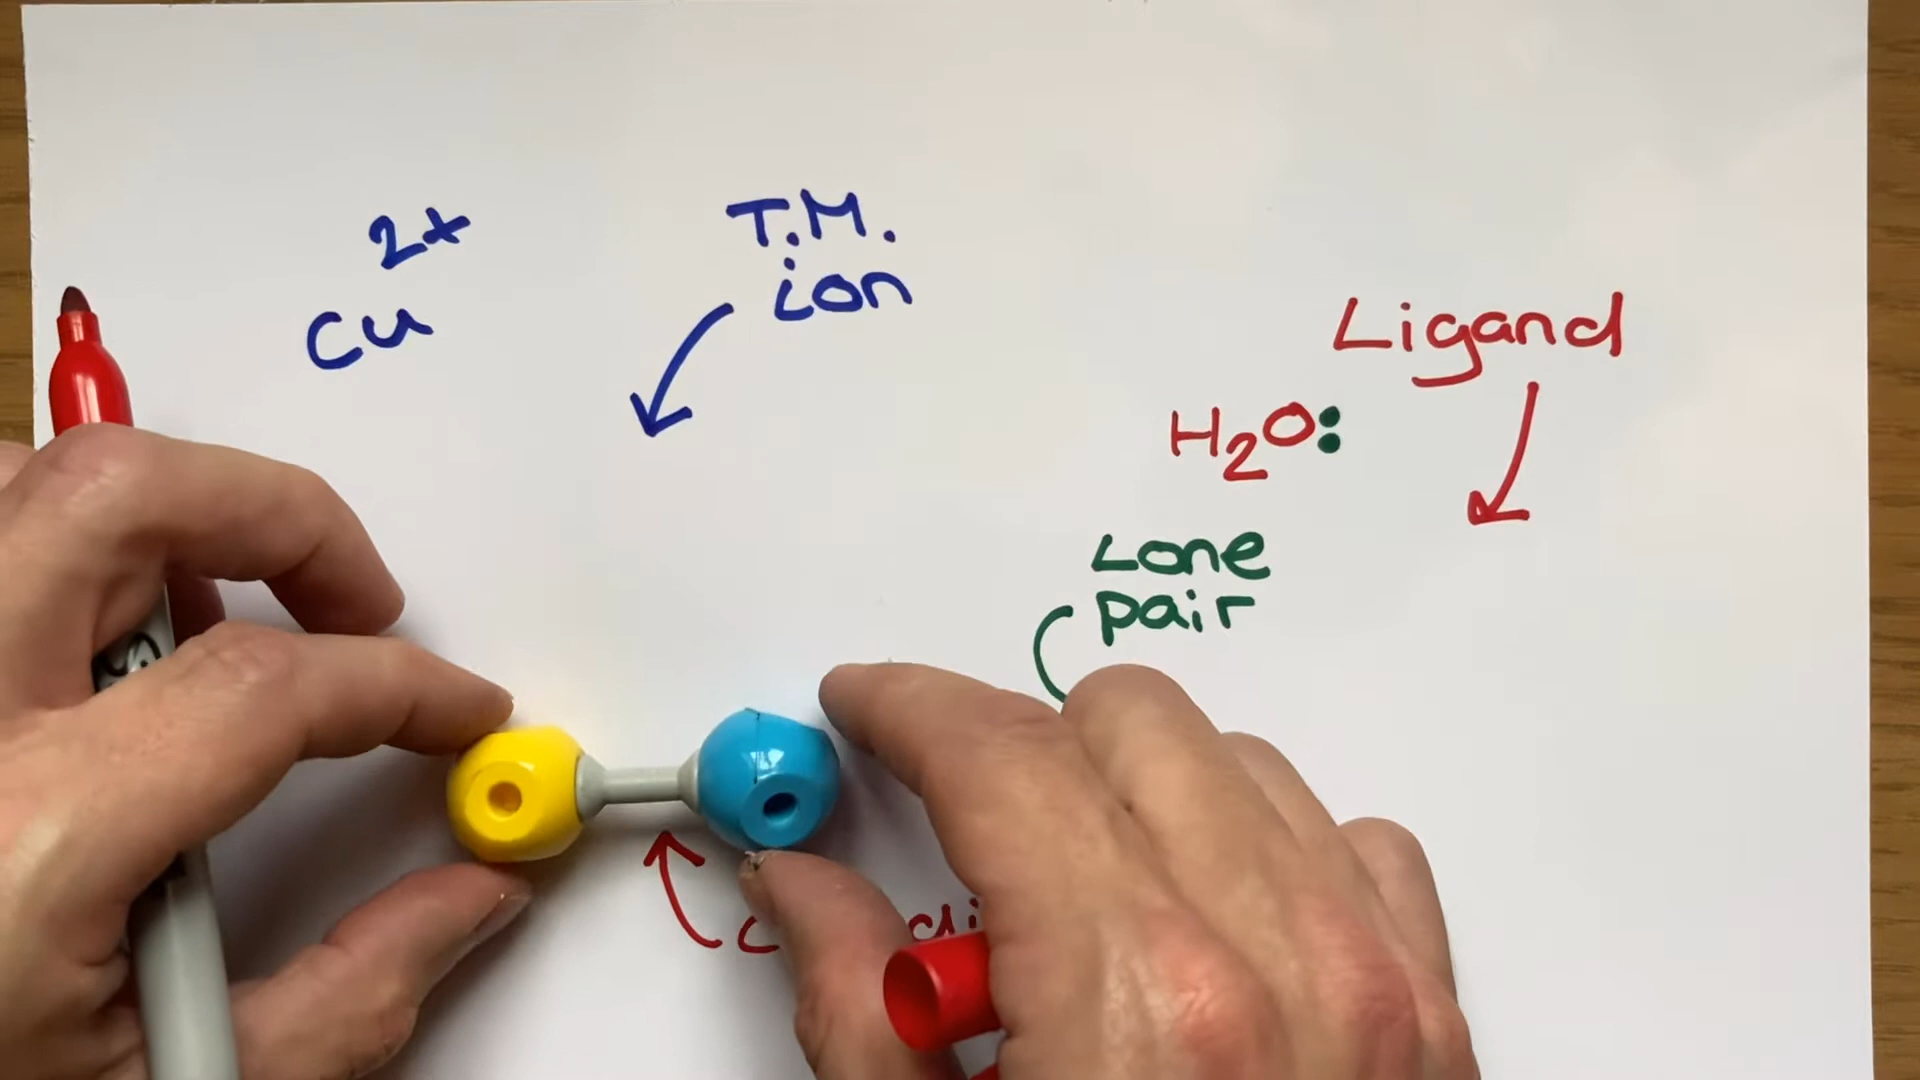 2+
Cu
T.M.
ion
Ligand
H2O:
Lone
pair